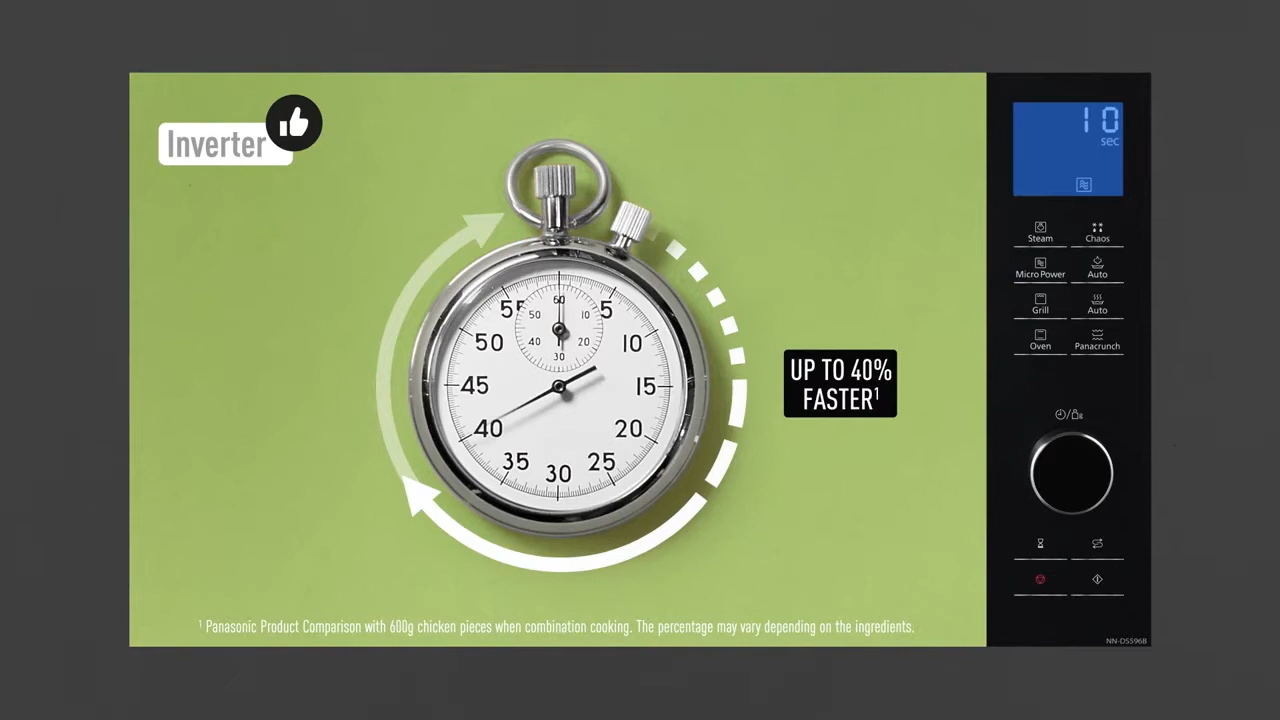 Inverter
60
50
10
40
20
30
55
5
50
10
45
15
40
20
35
25
30
UP TO 40%
FASTER¹
¹ Panasonic Product Comparison with 600g chicken pieces when combination cooking. The percentage may vary depending on the ingredients.
10
sec
Steam
Chaos
Micro Power
Auto
Grill
Auto
Oven
Panacrunch
NN-DS596B